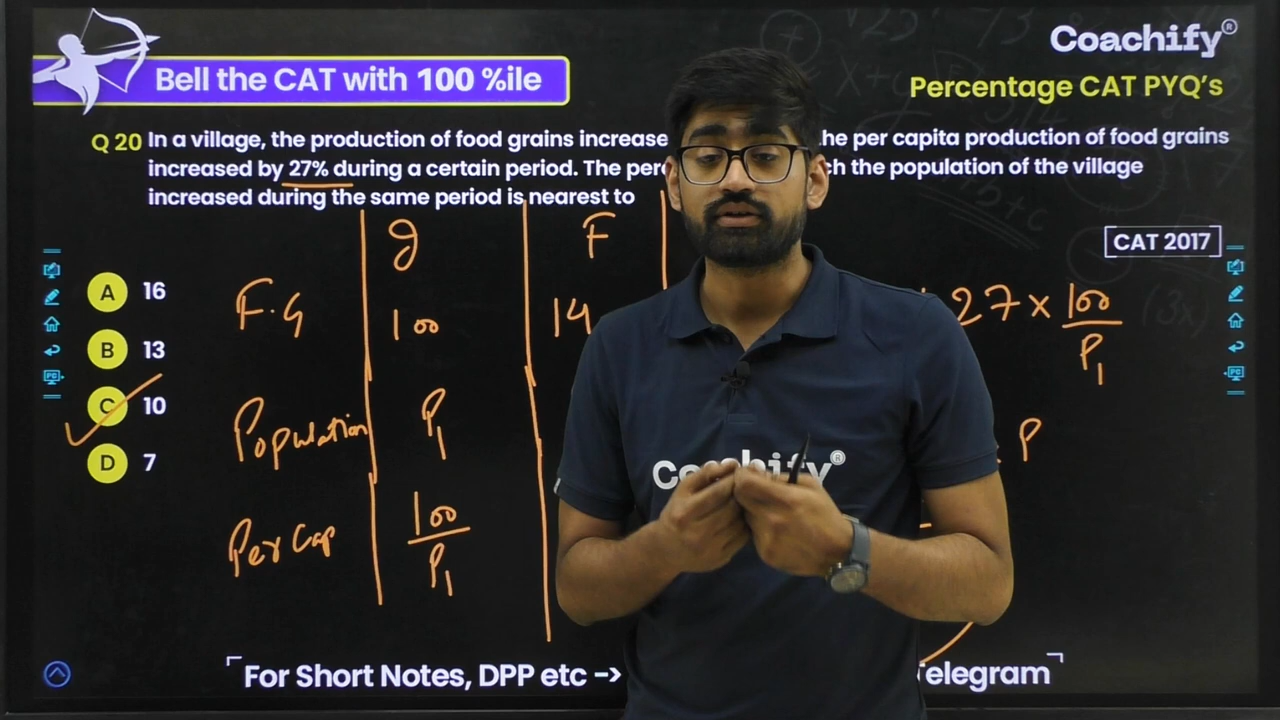 Coachify®
Bell the CAT with 100 %ile
Percentage CAT PYQ's
Q 20 In a village, the production of food grains increase he per capita production of food grains
increased by 27% during a certain period. The per ch the population of the village
increased during the same period is nearest to
CAT 2017
A 16
B 13
C 10
D 7
F
F.G 100 14 27 × 100/P₁
Population P₁ P
Per Cap 100/P₁
Coachify®
For Short Notes, DPP etc -> elegram